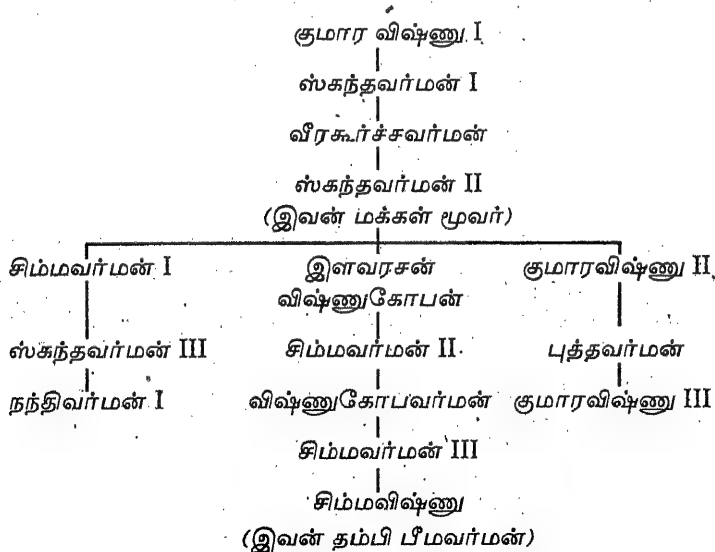 குமார விஷ்ணு I
ஸ்கந்தவர்மன் I
வீரகூர்ச்சவர்மன்
ஸ்கந்தவர்மன் II
(இவன் மக்கள் மூவர்)
சிம்மவர்மன் I இளவரசன் குமாரவிஷ்ணு II
விஷ்ணுகோபன்
ஸ்கந்தவர்மன் III சிம்மவர்மன் II புத்தவர்மன்
நந்திவர்மன் I விஷ்ணுகோபவர்மன் குமாரவிஷ்ணு III
சிம்மவர்மன் III
சிம்மவிஷ்ணு
(இவன் தம்பி பீமவர்மன்)